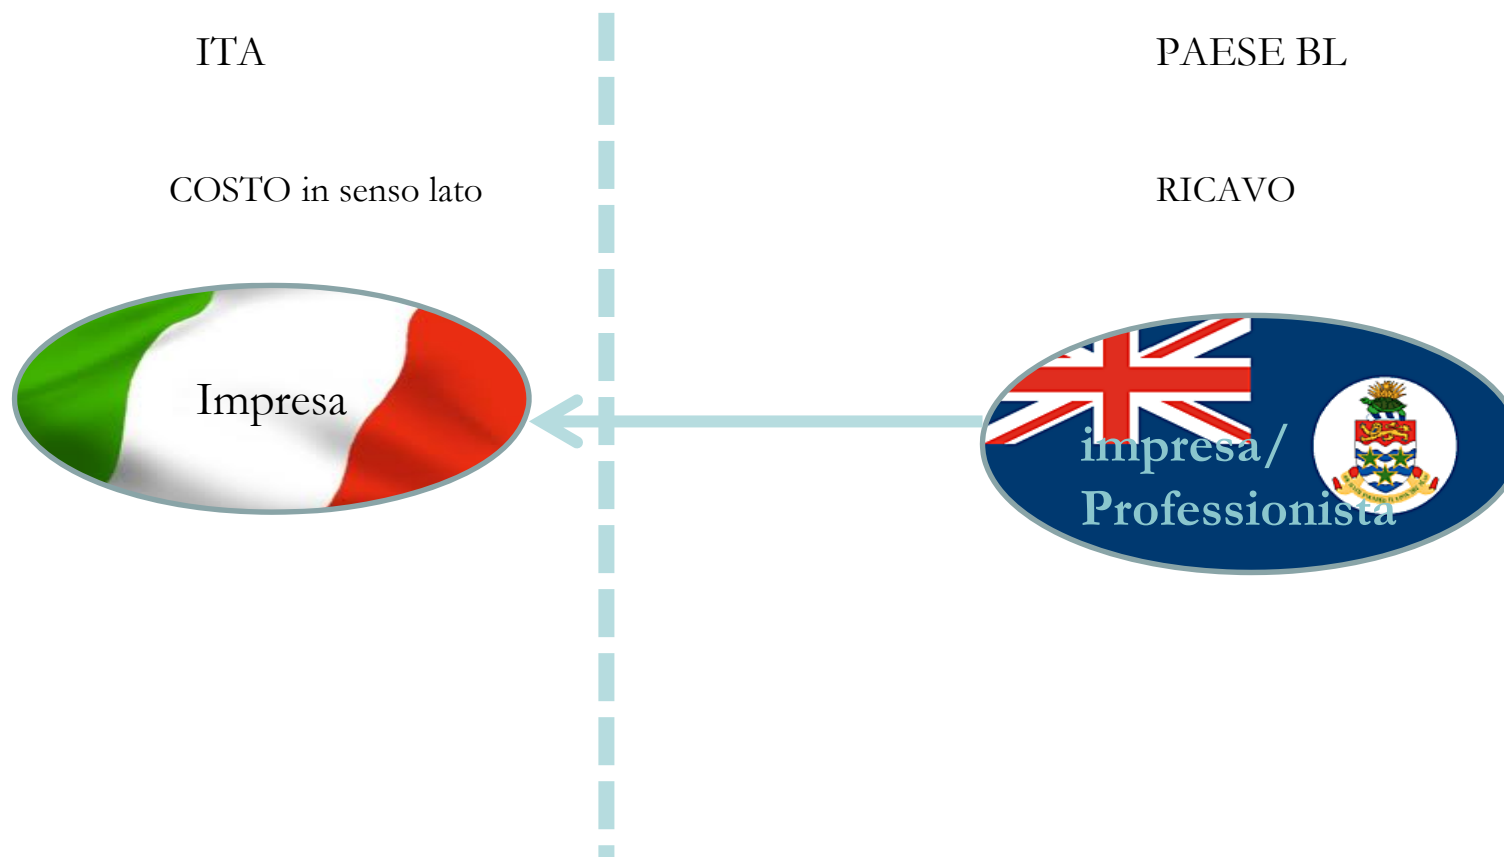 ITA
PAESE BL
COSTO in senso lato
RICAVO
Impresa
impresa/
Professionista